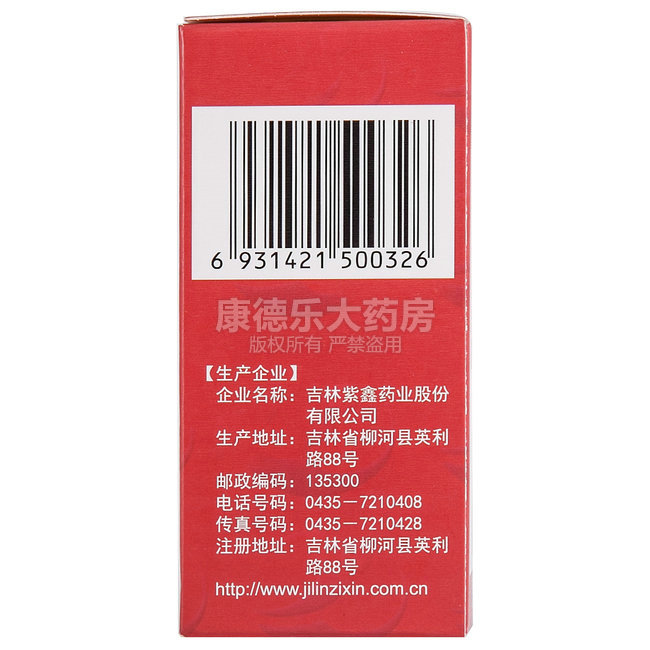 6 931421 500326
康德乐大药房
版权所有 严禁盗用
【生产企业】
企业名称：吉林紫鑫药业股份
有限公司
生产地址：吉林省柳河县英利
路88号
邮政编码：135300
电话号码：0435－7210408
传真号码：0435－7210428
注册地址：吉林省柳河县英利
路88号
http://www.jilinzixin.com.cn